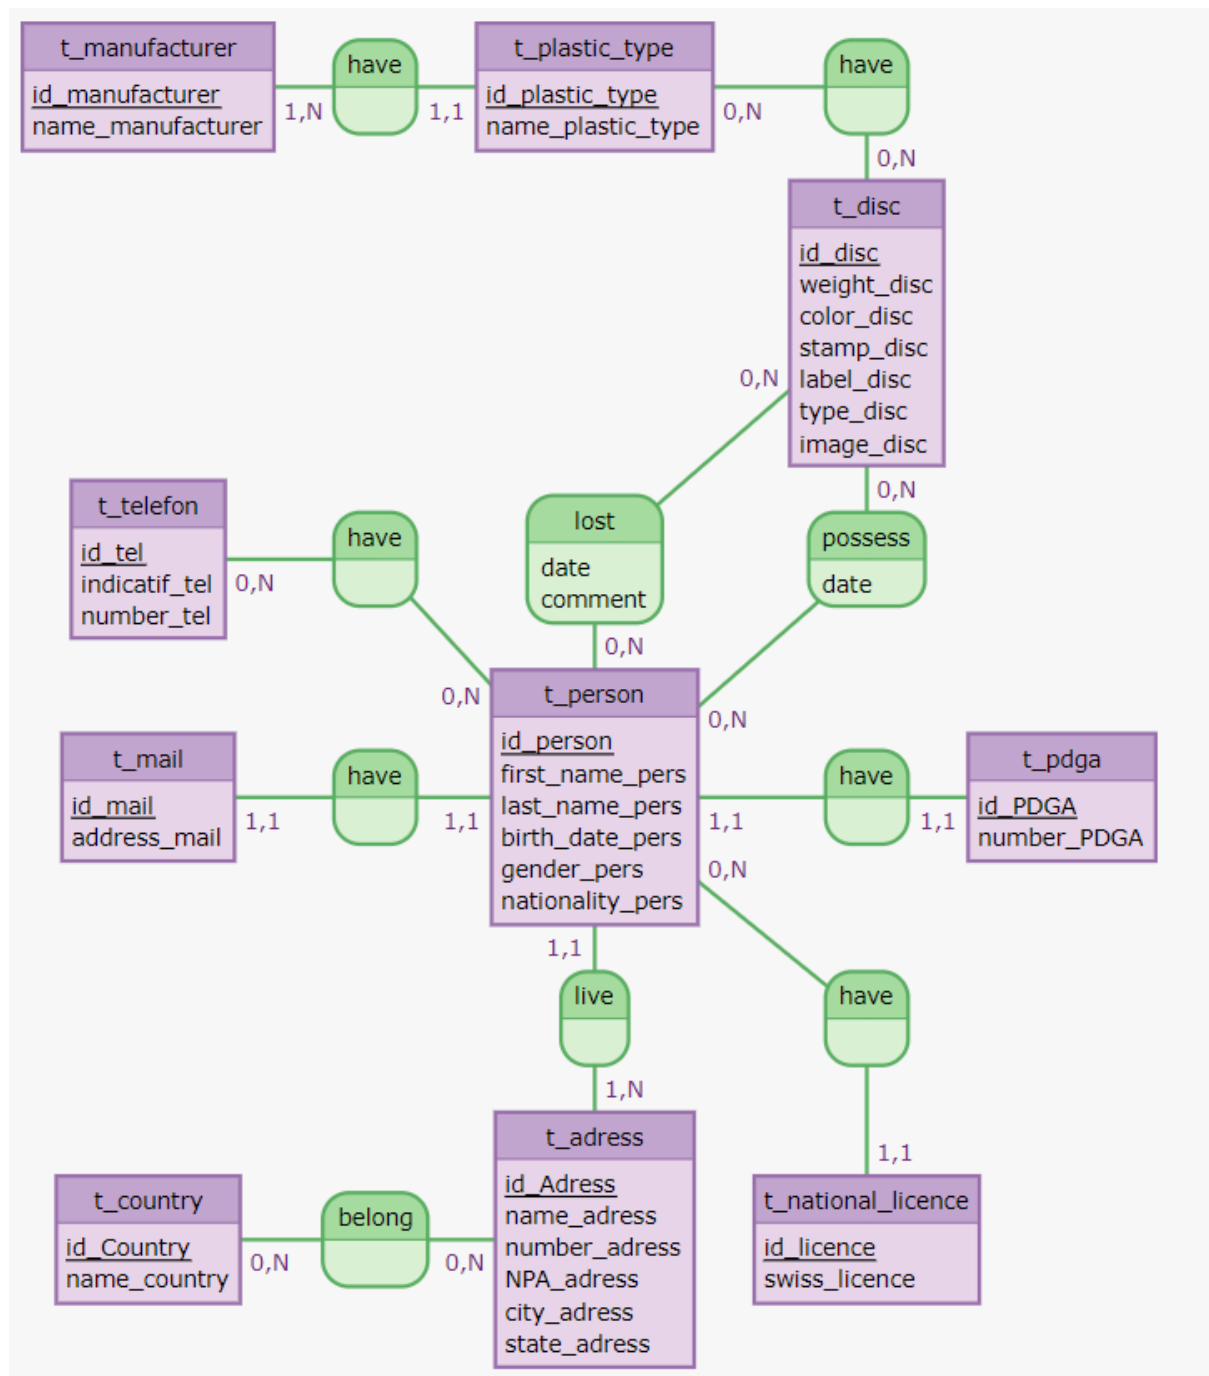 t_manufacturer
id_manufacturer
name_manufacturer
1,N
have
1,1
t_plastic_type
id_plastic_type
name_plastic_type
0,N
have
0,N
t_disc
id_disc
weight_disc
color_disc
stamp_disc
label_disc
type_disc
image_disc
0,N
0,N
t_telefon
id_tel
indicatif_tel
number_tel
0,N
have
0,N
lost
date
comment
0,N
possess
date
0,N
t_person
id_person
first_name_pers
last_name_pers
birth_date_pers
gender_pers
nationality_pers
t_mail
id_mail
address_mail
1,1
have
1,1
1,1
have
1,1
t_pdga
id_PDGA
number_PDGA
0,N
have
1,1
t_national_licence
id_licence
swiss_licence
1,1
live
1,N
t_adress
id_Adress
name_adress
number_adress
NPA_adress
city_adress
state_adress
t_country
id_Country
name_country
0,N
belong
0,N